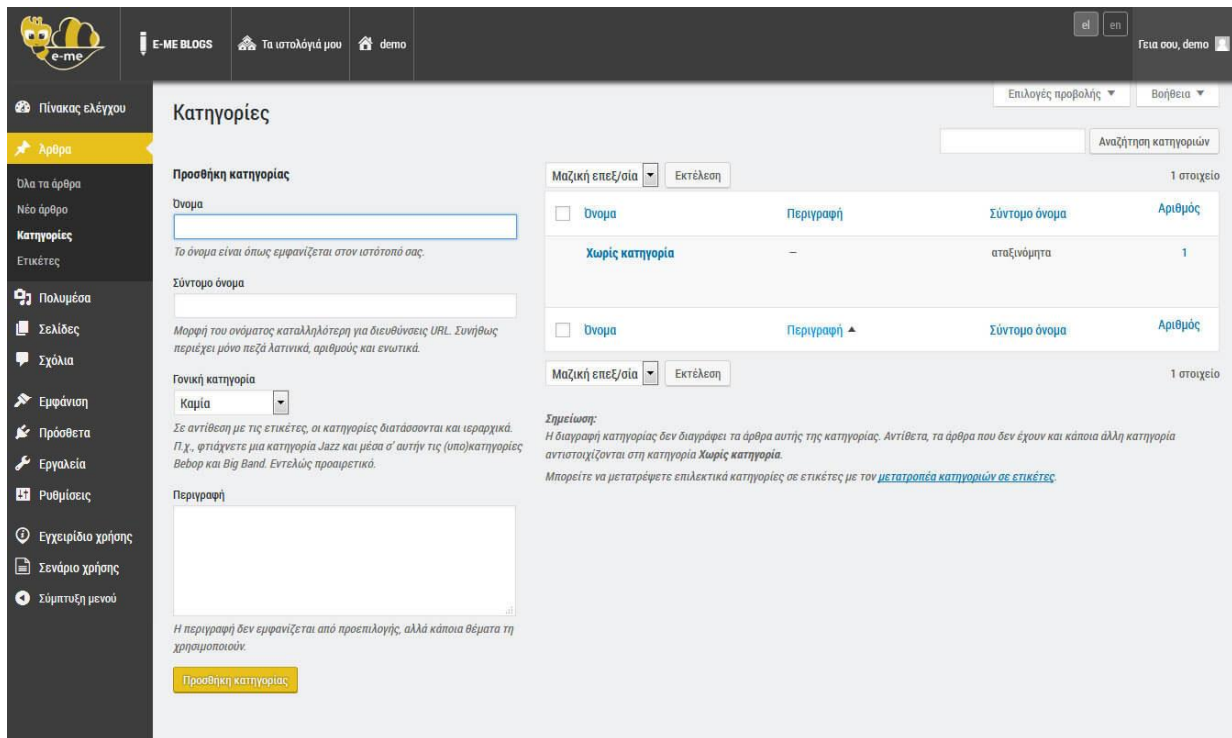 e-me
E-ME BLOGS
Τα ιστολόγιά μου
demo
el
en
Γεια σου, demo
Πίνακας ελέγχου
Άρθρα
Όλα τα άρθρα
Νέο άρθρο
Κατηγορίες
Ετικέτες
Πολυμέσα
Σελίδες
Σχόλια
Εμφάνιση
Πρόσθετα
Εργαλεία
Ρυθμίσεις
Εγχειρίδιο χρήσης
Σενάριο χρήσης
Σύμπτυξη μενού
Επιλογές προβολής
Βοήθεια
Κατηγορίες
Αναζήτηση κατηγοριών
Προσθήκη κατηγορίας
Όνομα
Το όνομα είναι όπως εμφανίζεται στον ιστότοπό σας.
Σύντομο όνομα
Μορφή του ονόματος καταλληλότερη για διευθύνσεις URL. Συνήθως
περιέχει μόνο πεζά λατινικά, αριθμούς και ενωτικά.
Γονική κατηγορία
Καμία
Σε αντίθεση με τις ετικέτες, οι κατηγορίες διατάσσονται και ιεραρχικά.
Π.χ., φτιάχνετε μια κατηγορία Jazz και μέσα σ' αυτήν τις (υπο)κατηγορίες
Bebop και Big Band. Εντελώς προαιρετικό.
Περιγραφή
Η περιγραφή δεν εμφανίζεται από προεπιλογής, αλλά κάποια θέματα τη
χρησιμοποιούν.
Προσθήκη κατηγορίας
Μαζική επεξ/σία Εκτέλεση 1 στοιχείο
Όνομα Περιγραφή Σύντομο όνομα Αριθμός
Χωρίς κατηγορία — αταξινόμητα 1
Όνομα Περιγραφή Σύντομο όνομα Αριθμός
Μαζική επεξ/σία Εκτέλεση 1 στοιχείο
Σημείωση:
Η διαγραφή κατηγορίας δεν διαγράφει τα άρθρα αυτής της κατηγορίας. Αντίθετα, τα άρθρα που δεν έχουν και κάποια άλλη κατηγορία
αντιστοιχίζονται στη κατηγορία Χωρίς κατηγορία.
Μπορείτε να μετατρέψετε επιλεκτικά κατηγορίες σε ετικέτες με τον μετατροπέα κατηγοριών σε ετικέτες.